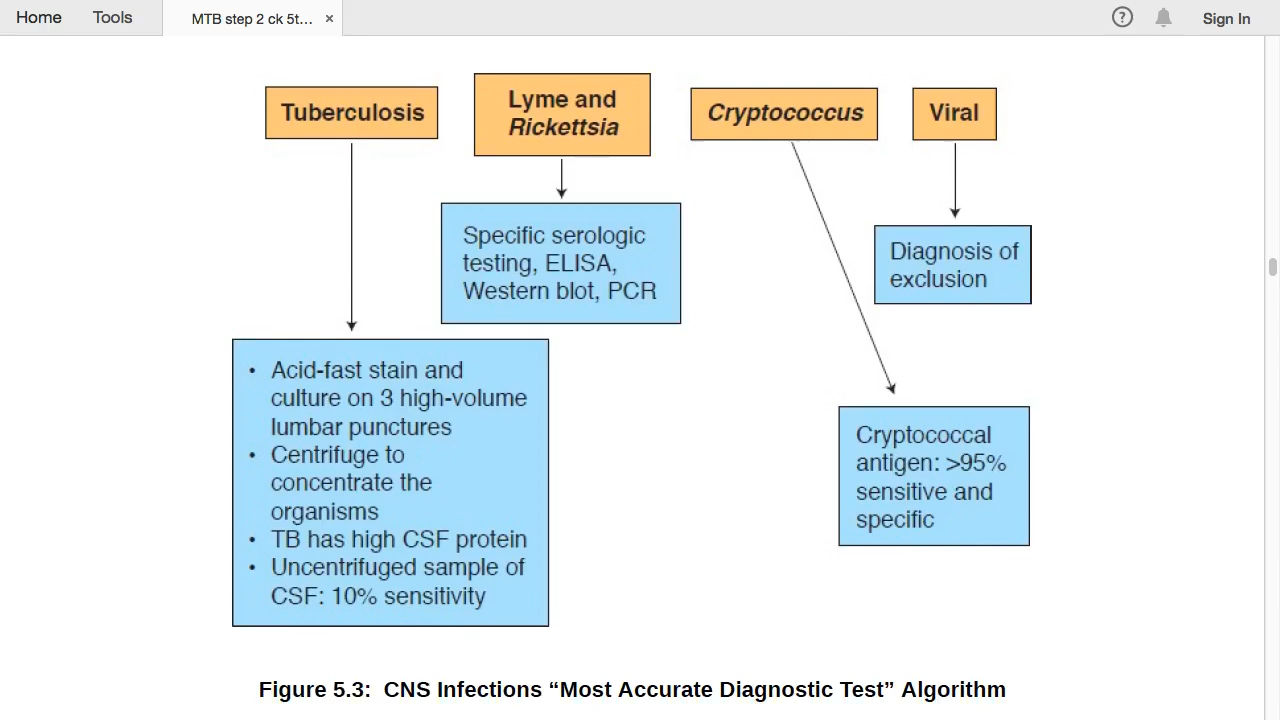 Home Tools MTB step 2 ck 5t... × ? Sign In
Tuberculosis
Lyme and
Rickettsia
Cryptococcus
Viral
Specific serologic
testing, ELISA,
Western blot, PCR
Diagnosis of
exclusion
• Acid-fast stain and
culture on 3 high-volume
lumbar punctures
• Centrifuge to
concentrate the
organisms
• TB has high CSF protein
• Uncentrifuged sample of
CSF: 10% sensitivity
Cryptococcal
antigen: >95%
sensitive and
specific
Figure 5.3: CNS Infections “Most Accurate Diagnostic Test” Algorithm